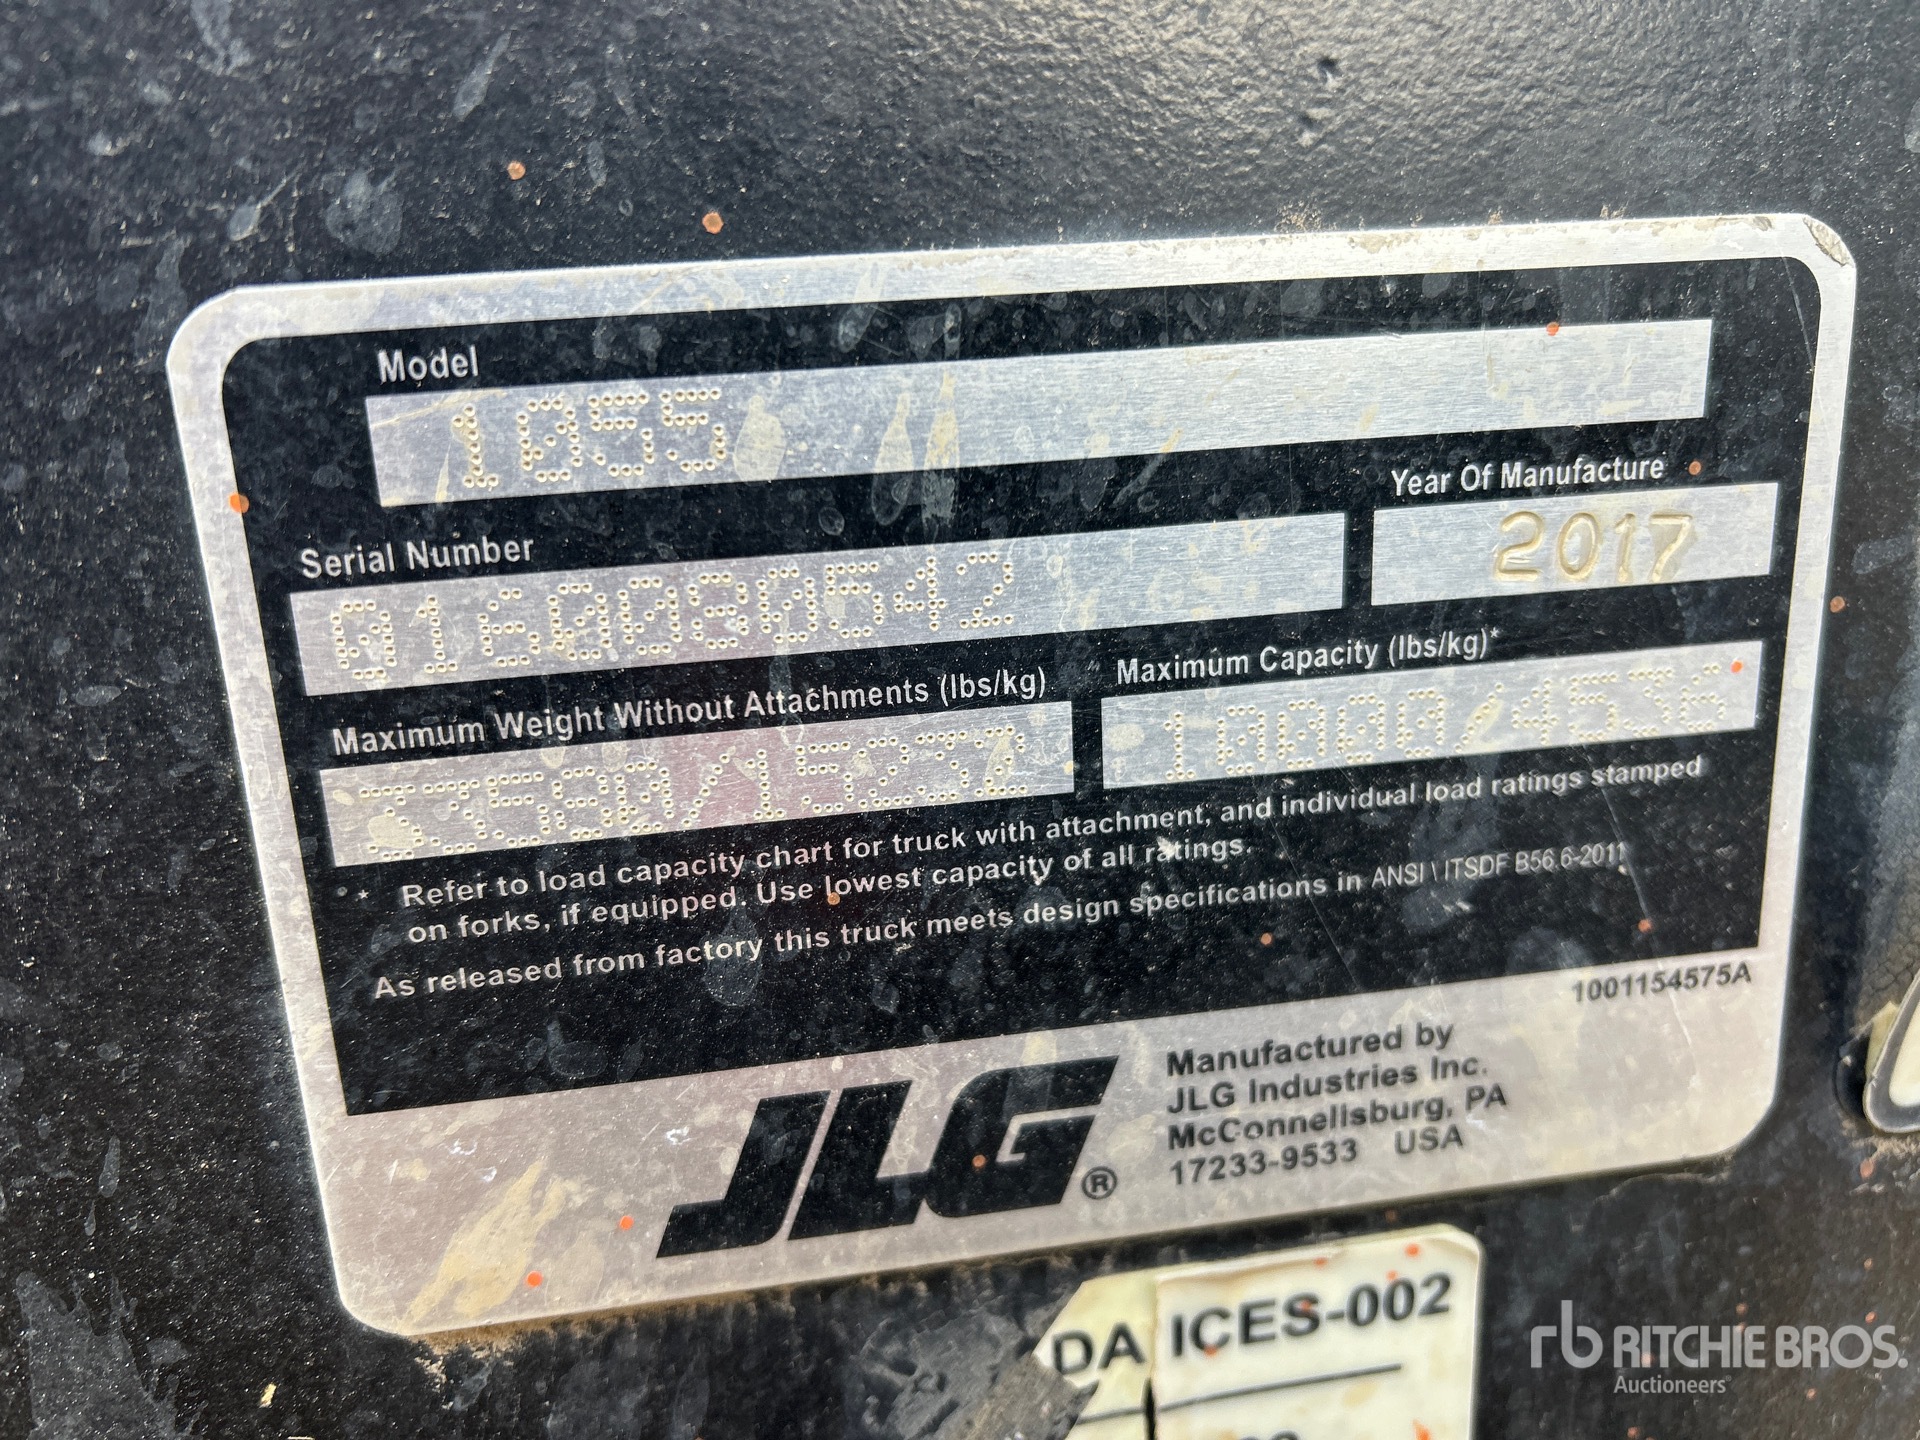 Model
1055
Serial Number
0160080542
Year Of Manufacture
2017
Maximum Weight Without Attachments (lbs/kg)
33580/15232
Maximum Capacity (lbs/kg)*
10000/4536
* Refer to load capacity chart for truck with attachment, and individual load ratings stamped
on forks, if equipped. Use lowest capacity of all ratings.
As released from factory this truck meets design specifications in ANSI \ ITSDF B56.6-2011
1001154575A
JLG®
Manufactured by
JLG Industries Inc.
McConnellsburg, PA
17233-9533 USA
DA ICES-002
rb RITCHIE BROS.
Auctioneers